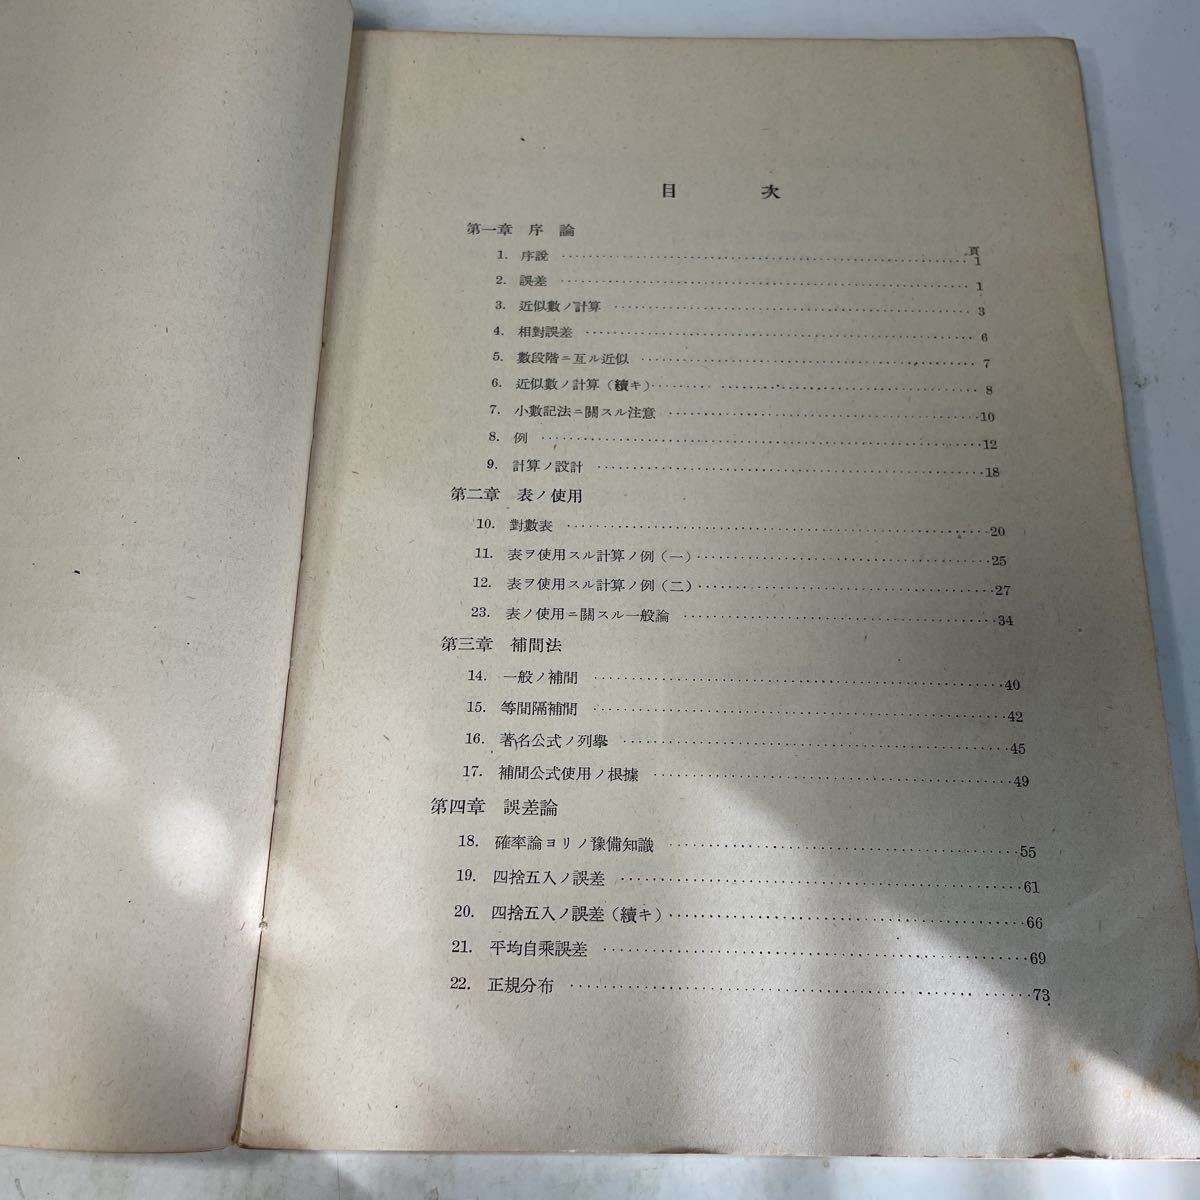 目 次
第一章 序 論
頁
1. 序說 ……… 1
2. 誤差 ……… 1
3. 近似數ノ計算 ……… 3
4. 相對誤差 ……… 6
5. 數段階ニ亙ル近似 ……… 7
6. 近似數ノ計算（續キ）……… 8
7. 小數記法ニ關スル注意 ……… 10
8. 例 ……… 12
9. 計算ノ設計 ……… 18
第二章 表ノ使用
10. 對數表 ……… 20
11. 表ヲ使用スル計算ノ例（一）……… 25
12. 表ヲ使用スル計算ノ例（二）……… 27
23. 表ノ使用ニ關スル一般論 ……… 34
第三章 補間法
14. 一般ノ補間 ……… 40
15. 等間隔補間 ……… 42
16. 著名公式ノ列擧 ……… 45
17. 補間公式使用ノ根據 ……… 49
第四章 誤差論
18. 確率論ヨリノ豫備知識 ……… 55
19. 四捨五入ノ誤差 ……… 61
20. 四捨五入ノ誤差（續キ）……… 66
21. 平均自乘誤差 ……… 69
22. 正規分布 ……… 73